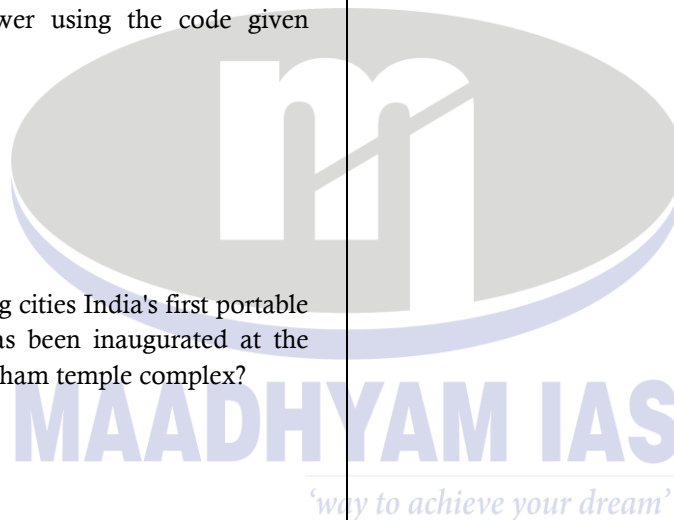 wer using the code given
g cities India's first portable
as been inaugurated at the
ham temple complex?
MAADHYAM IAS
'way to achieve your dream'